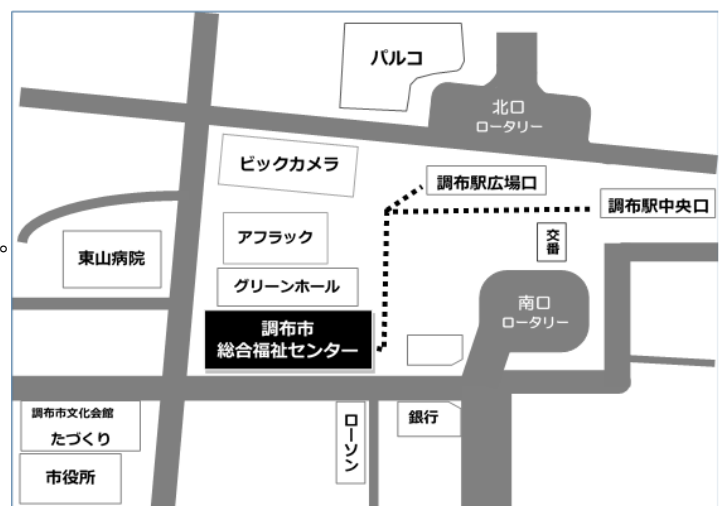 パルコ
北口
ロータリー
ビックカメラ
調布駅広場口
調布駅中央口
アフラック
交番
東山病院
グリーンホール
南口
ロータリー
調布市
総合福祉センター
調布市文化会館
たづくり
ローソン
銀行
市役所
。